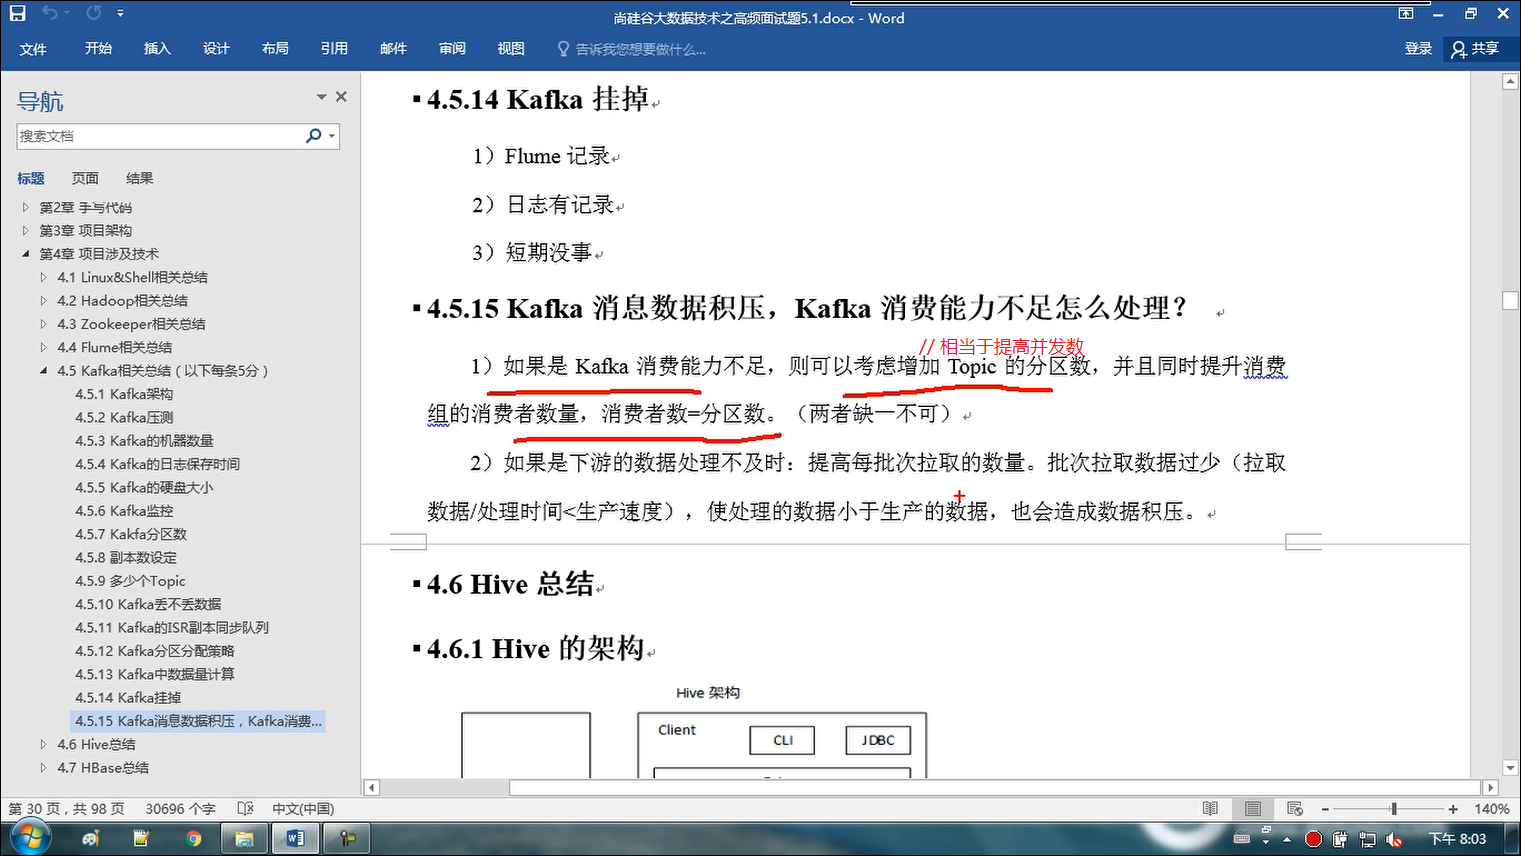 尚硅谷大数据技术之高频面试题5.1.docx - Word
文件 开始 插入 设计 布局 引用 邮件 审阅 视图 告诉我您想要做什么... 登录 共享
导航
搜索文档
标题 页面 结果
第2章 手写代码
第3章 项目架构
第4章 项目涉及技术
4.1 Linux&Shell相关总结
4.2 Hadoop相关总结
4.3 Zookeeper相关总结
4.4 Flume相关总结
4.5 Kafka相关总结（以下每条5分）
4.5.1 Kafka架构
4.5.2 Kafka压测
4.5.3 Kafka的机器数量
4.5.4 Kafka的日志保存时间
4.5.5 Kafka的硬盘大小
4.5.6 Kafka监控
4.5.7 Kakfa分区数
4.5.8 副本数设定
4.5.9 多少个Topic
4.5.10 Kafka丢不丢数据
4.5.11 Kafka的ISR副本同步队列
4.5.12 Kafka分区分配策略
4.5.13 Kafka中数据量计算
4.5.14 Kafka挂掉
4.5.15 Kafka消息数据积压，Kafka消费...
4.6 Hive总结
4.7 HBase总结
4.5.14 Kafka 挂掉
1）Flume 记录
2）日志有记录
3）短期没事
4.5.15 Kafka 消息数据积压，Kafka 消费能力不足怎么处理？
// 相当于提高并发数
1）如果是 Kafka 消费能力不足，则可以考虑增加 Topic 的分区数，并且同时提升消费
组的消费者数量，消费者数=分区数。（两者缺一不可）
2）如果是下游的数据处理不及时：提高每批次拉取的数量。批次拉取数据过少（拉取
数据/处理时间<生产速度），使处理的数据小于生产的数据，也会造成数据积压。
4.6 Hive 总结
4.6.1 Hive 的架构
Hive 架构
Client
CLI
JDBC
第 30 页，共 98 页 30696 个字 中文(中国) 140%
下午 8:03